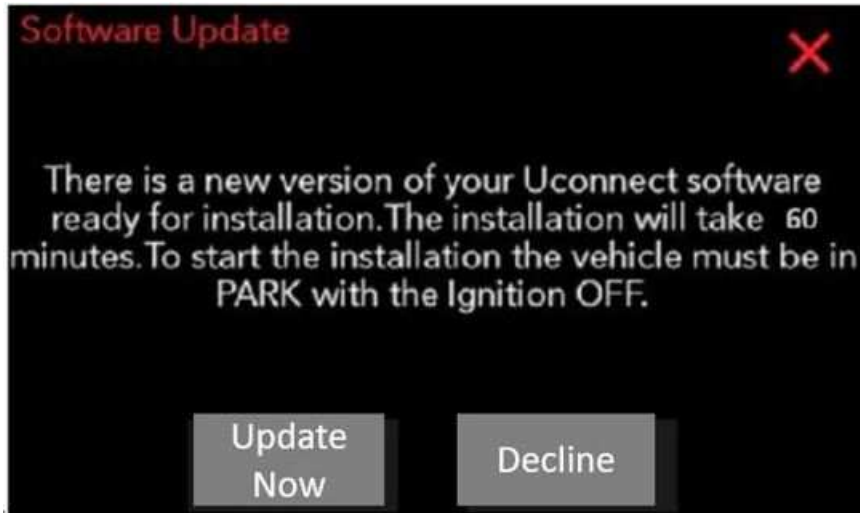 Software Update
There is a new version of your Uconnect software
ready for installation.The installation will take 60
minutes.To start the installation the vehicle must be in
PARK with the Ignition OFF.
Update
Now
Decline